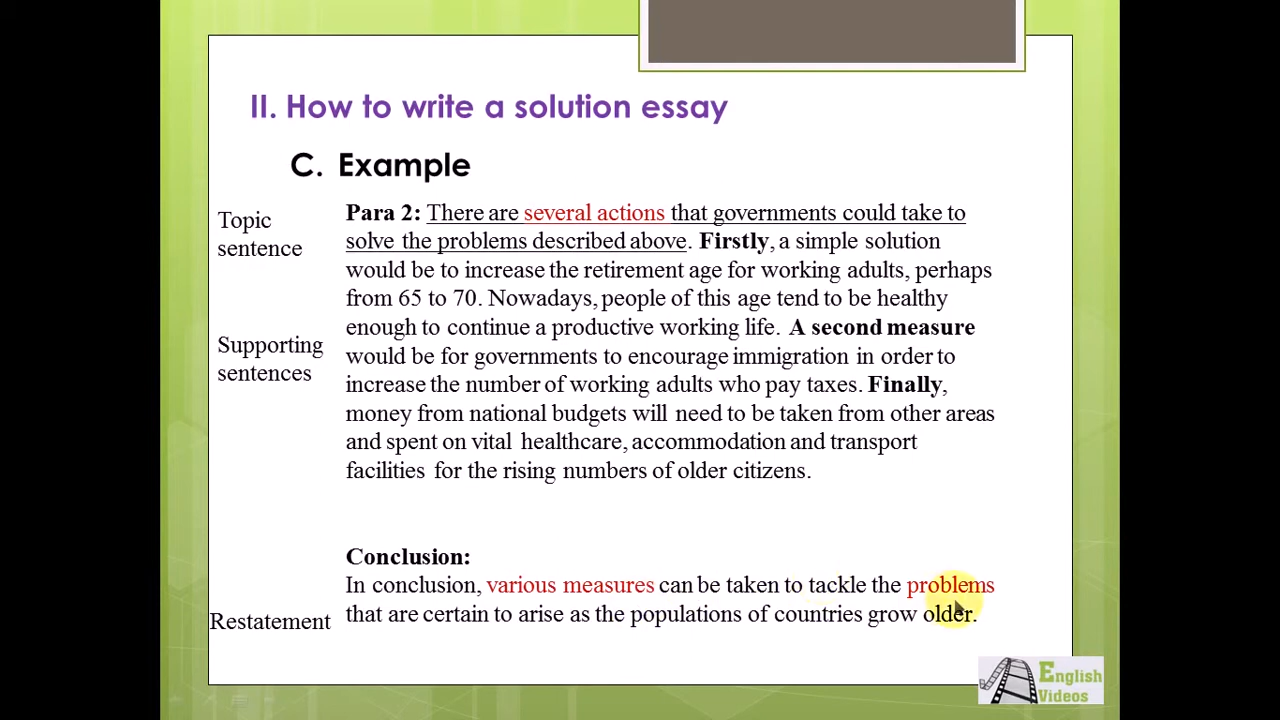 II. How to write a solution essay
C. Example
Topic
sentence
Para 2: There are several actions that governments could take to
solve the problems described above. Firstly, a simple solution
would be to increase the retirement age for working adults, perhaps
from 65 to 70. Nowadays, people of this age tend to be healthy
enough to continue a productive working life. A second measure
would be for governments to encourage immigration in order to
increase the number of working adults who pay taxes. Finally,
money from national budgets will need to be taken from other areas
and spent on vital healthcare, accommodation and transport
facilities for the rising numbers of older citizens.
Supporting
sentences
Conclusion:
In conclusion, various measures can be taken to tackle the problems
that are certain to arise as the populations of countries grow older.
Restatement
English
Videos